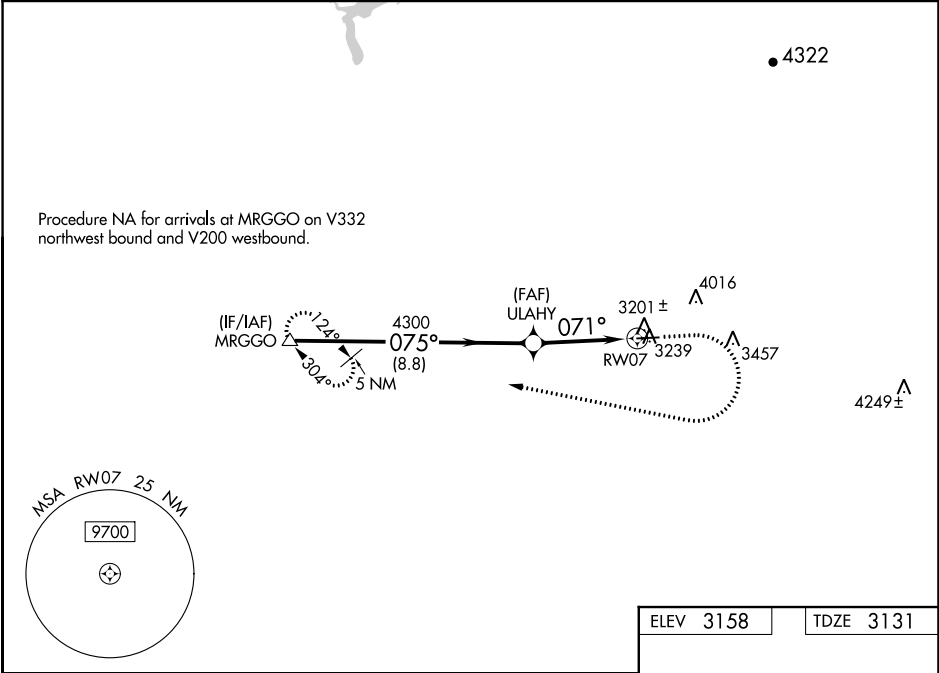 4322
Procedure NA for arrivals at MRGGO on V332
northwest bound and V200 westbound.
4016
(FAF)
ULAHY
3201 ±
(IF/IAF)
MRGGO
124°
4300
075°
(8.8)
071°
RW07
3239
3457
304°
5 NM
4249 ±
MSA RW07 25 NM
9700
ELEV 3158
TDZE 3131